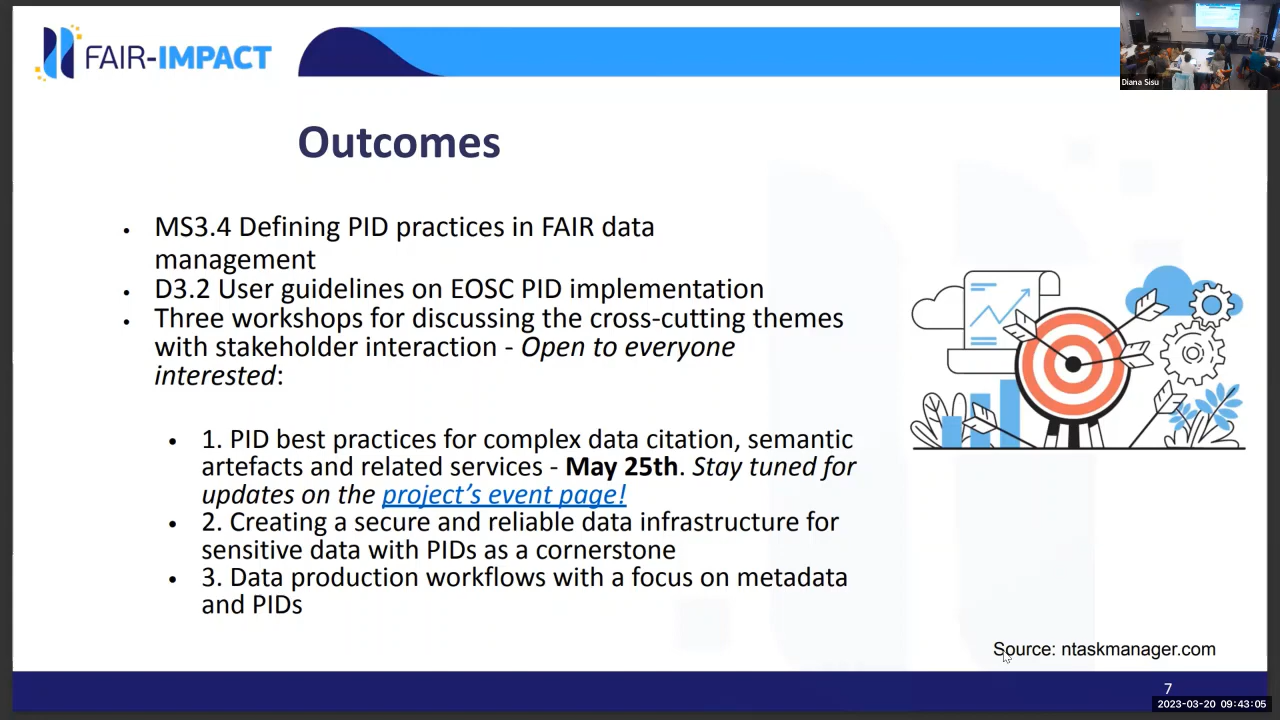 FAIR-IMPACT
Diana Sisu
Outcomes
• MS3.4 Defining PID practices in FAIR data
management
• D3.2 User guidelines on EOSC PID implementation
• Three workshops for discussing the cross-cutting themes
with stakeholder interaction - Open to everyone
interested:
• 1. PID best practices for complex data citation, semantic
artefacts and related services - May 25th. Stay tuned for
updates on the project's event page!
• 2. Creating a secure and reliable data infrastructure for
sensitive data with PIDs as a cornerstone
• 3. Data production workflows with a focus on metadata
and PIDs
Source: ntaskmanager.com
7
2023-03-20 09:43:05